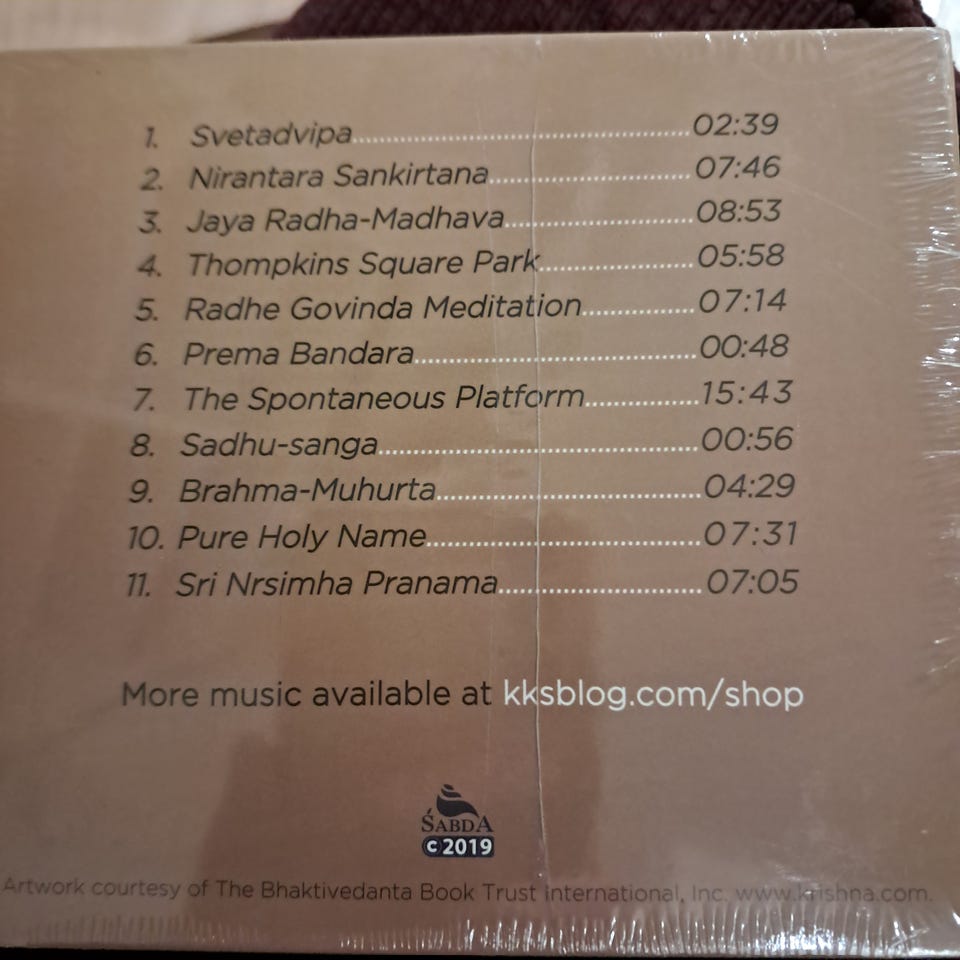 1. Svetadvipa........................................02:39
2. Nirantara Sankirtana........................07:46
3. Jaya Radha-Madhava......................08:53
4. Thompkins Square Park..................05:58
5. Radhe Govinda Meditation.............07:14
6. Prema Bandara.................................00:48
7. The Spontaneous Platform.............15:43
8. Sadhu-sanga.....................................00:56
9. Brahma-Muhurta..............................04:29
10. Pure Holy Name...............................07:31
11. Sri Nrsimha Pranama.......................07:05
More music available at kksblog.com/shop
ŚABDA
c 2019
Artwork courtesy of The Bhaktivedanta Book Trust International, Inc. www.krishna.com.